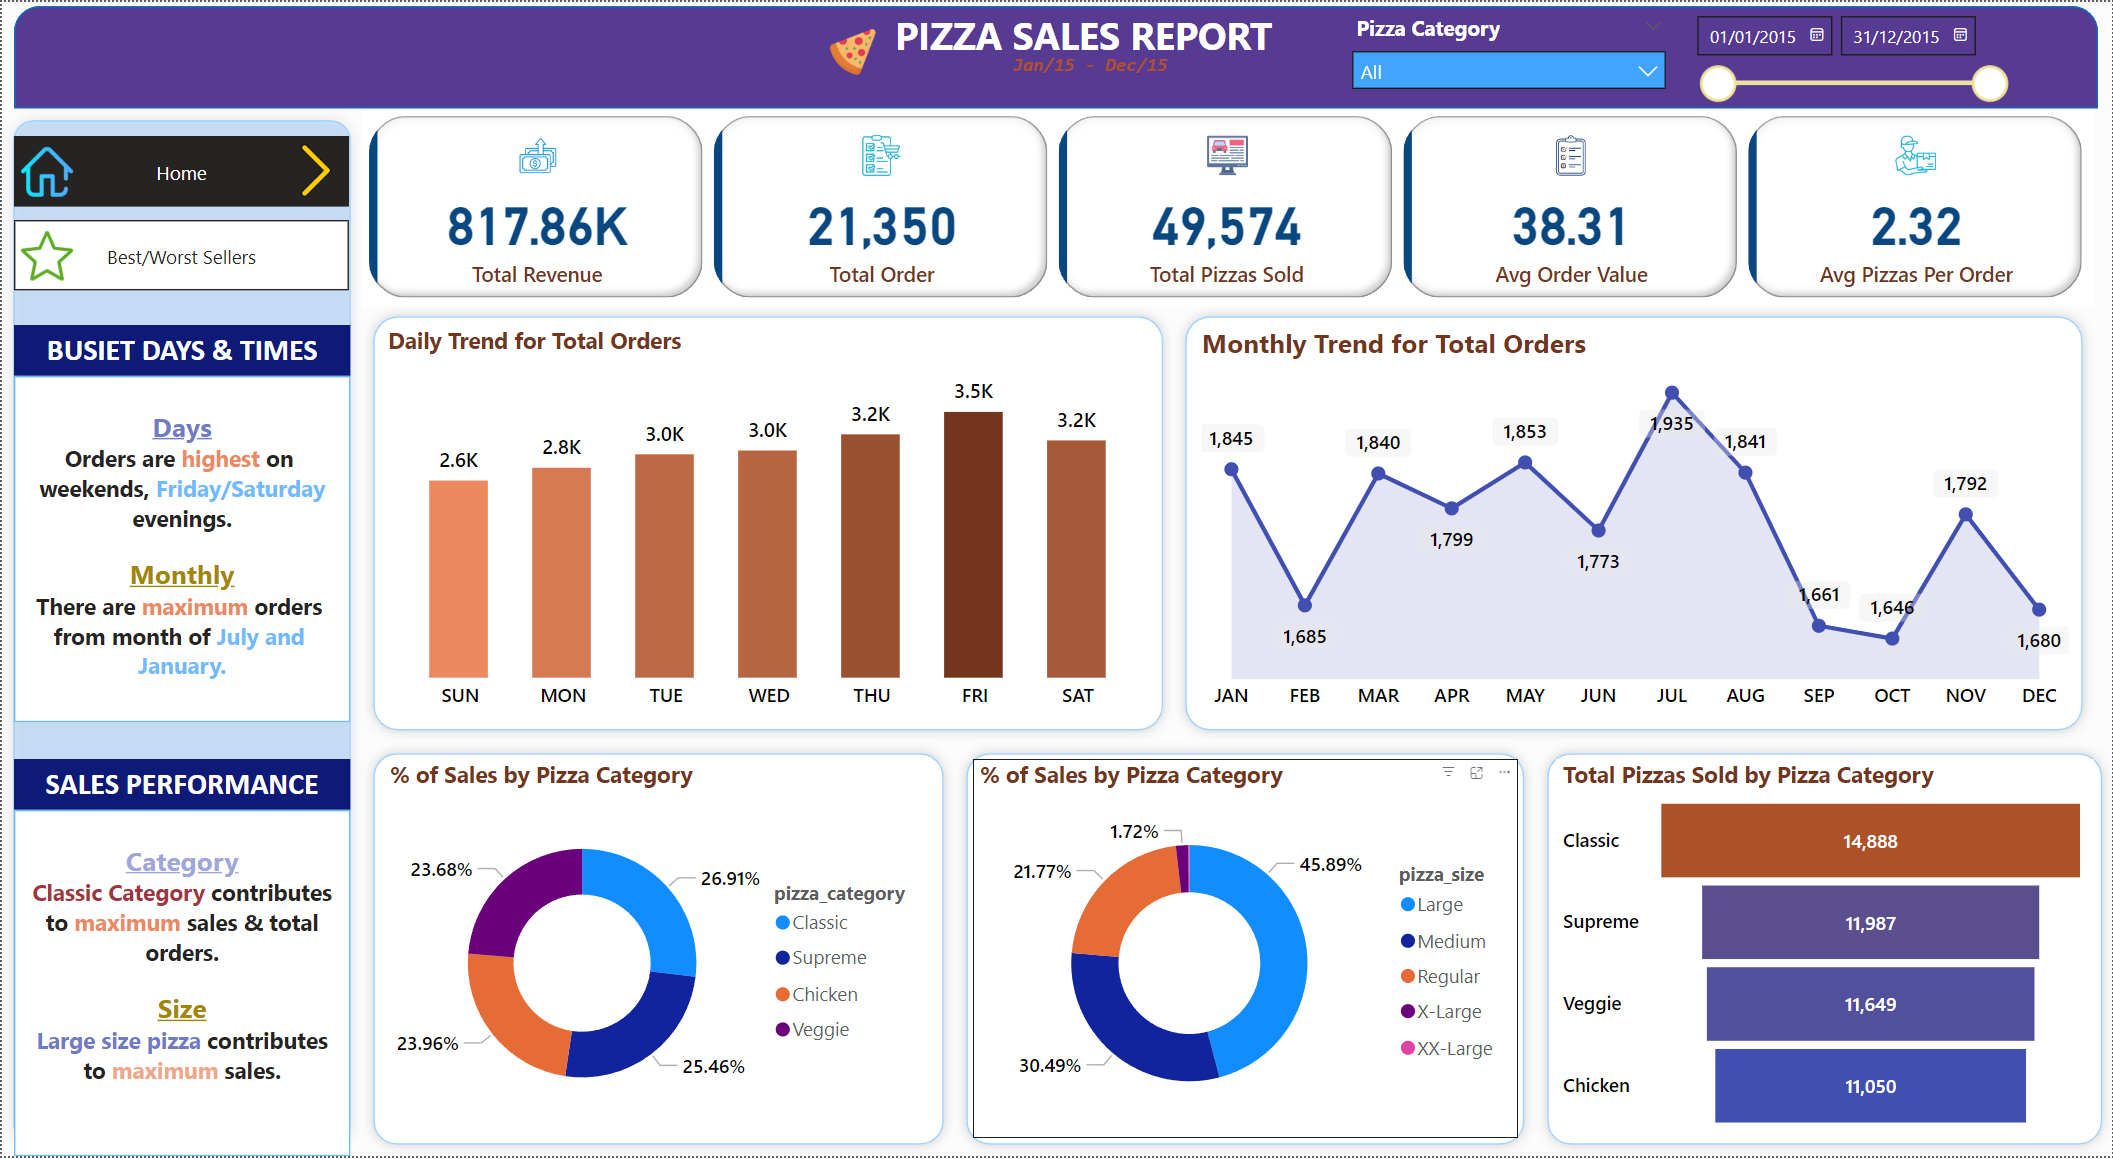 PIZZA SALES REPORT
Jan/15 - Dec/15
Pizza Category
All
01/01/2015
31/12/2015
Home
Best/Worst Sellers
817.86K
Total Revenue
21,350
Total Order
49,574
Total Pizzas Sold
38.31
Avg Order Value
2.32
Avg Pizzas Per Order
BUSIET DAYS & TIMES
Days
Orders are highest on
weekends, Friday/Saturday
evenings.
Monthly
There are maximum orders
from month of July and
January.
SALES PERFORMANCE
Category
Classic Category contributes
to maximum sales & total
orders.
Size
Large size pizza contributes
to maximum sales.
Daily Trend for Total Orders
2.6K
2.8K
3.0K
3.0K
3.2K
3.5K
3.2K
SUN MON TUE WED THU FRI SAT
Monthly Trend for Total Orders
1,845
1,685
1,840
1,799
1,853
1,773
1,935
1,841
1,661
1,646
1,792
1,680
JAN FEB MAR APR MAY JUN JUL AUG SEP OCT NOV DEC
% of Sales by Pizza Category
23.68%
26.91%
23.96%
25.46%
pizza_category
Classic
Supreme
Chicken
Veggie
% of Sales by Pizza Category
1.72%
21.77%
45.89%
30.49%
pizza_size
Large
Medium
Regular
X-Large
XX-Large
Total Pizzas Sold by Pizza Category
Classic 14,888
Supreme 11,987
Veggie 11,649
Chicken 11,050